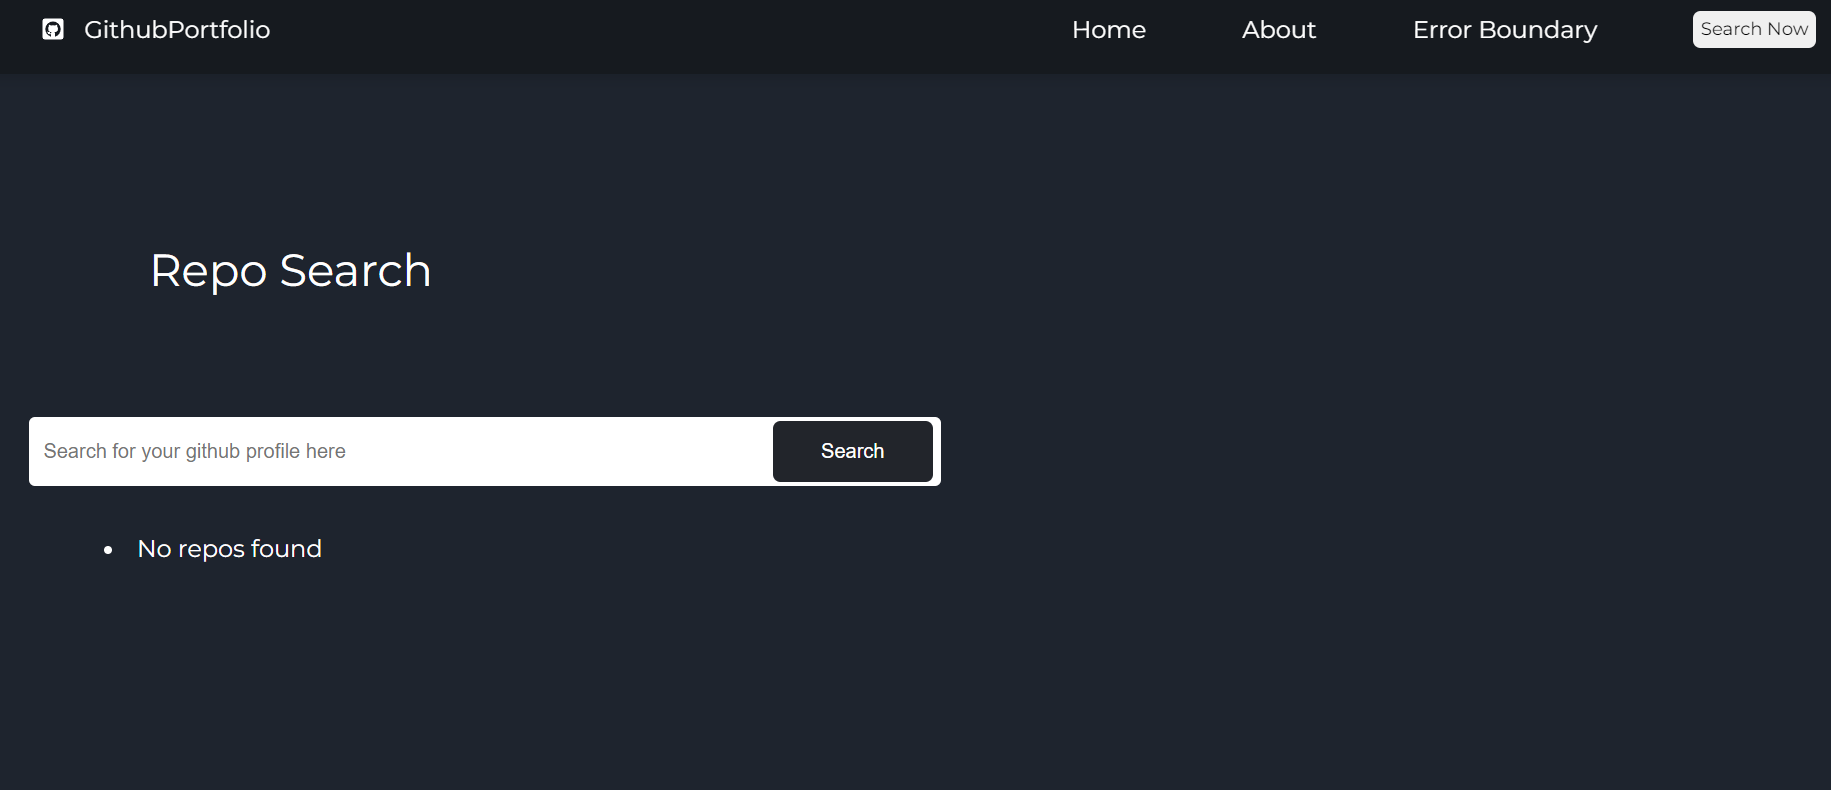 GithubPortfolio Home About Error Boundary Search Now
Repo Search
Search for your github profile here Search
No repos found